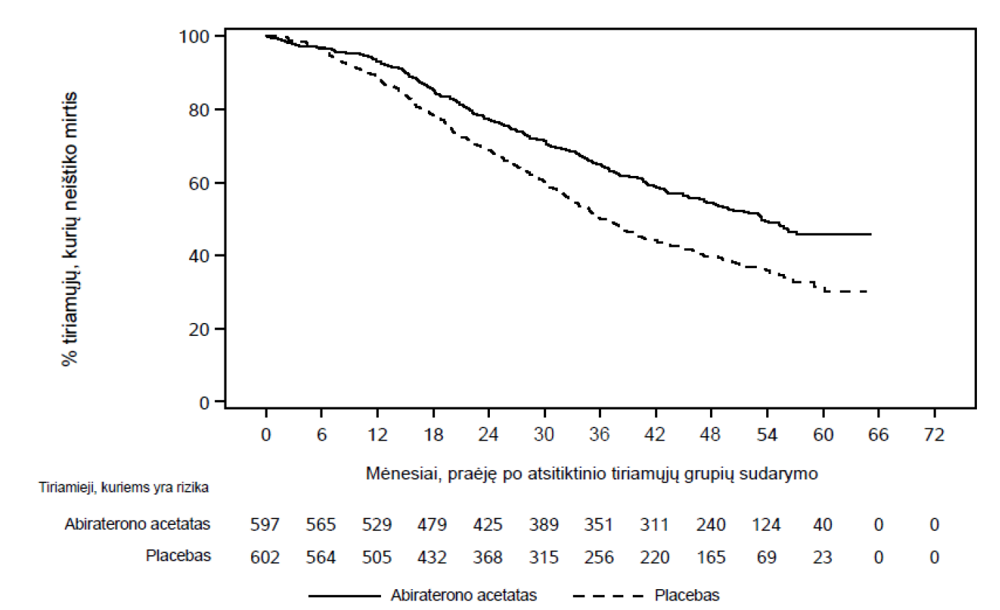 % tiriamųjų, kurių neištiko mirtis
100
80
60
40
20
0
0 6 12 18 24 30 36 42 48 54 60 66 72
Mėnesiai, praėję po atsitiktinio tiriamųjų grupių sudarymo
Tiriamieji, kuriems yra rizika
Abiraterono acetatas 597 565 529 479 425 389 351 311 240 124 40 0 0
Placebas 602 564 505 432 368 315 256 220 165 69 23 0 0
Abiraterono acetatas Placebas